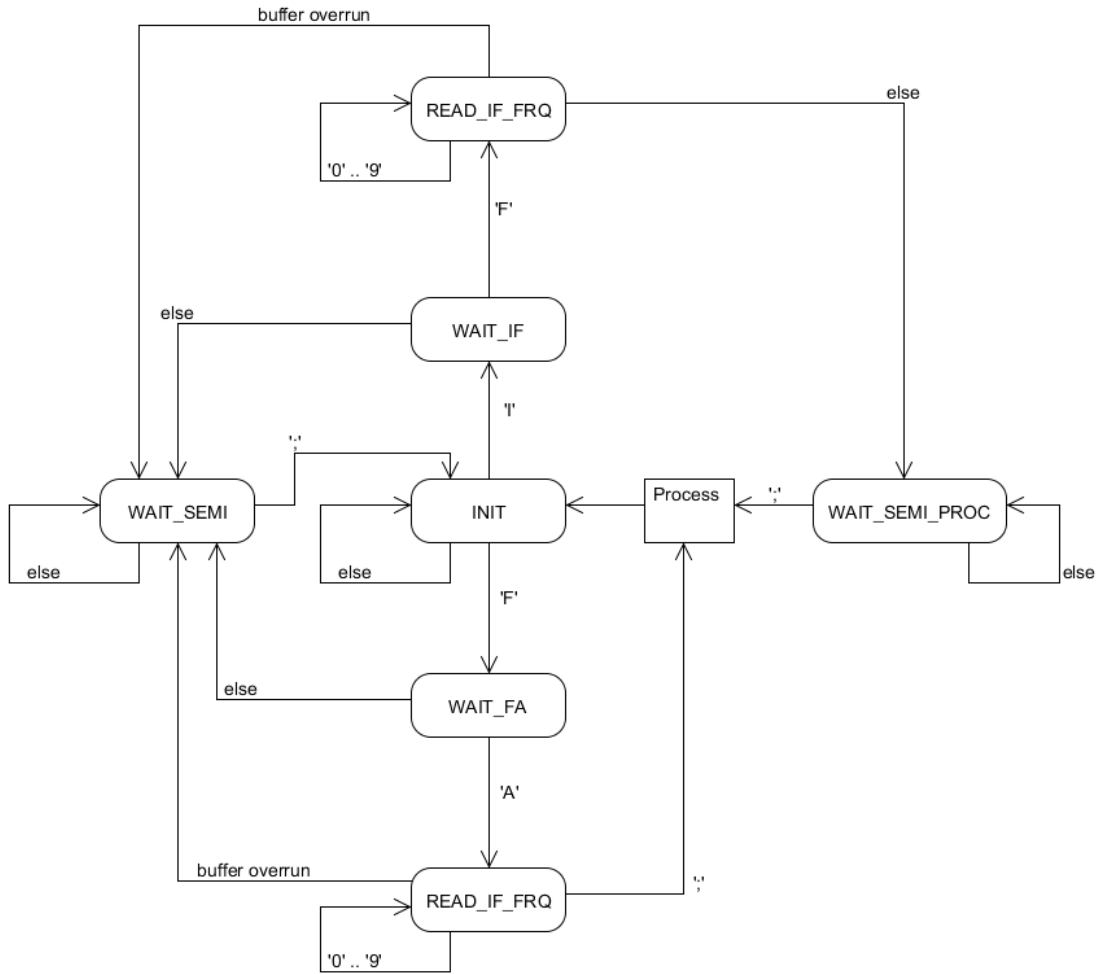 buffer overrun
READ_IF_FRQ
else
'0' .. '9'
'F'
else
WAIT_IF
'I'
';'
WAIT_SEMI
INIT
Process
';'
WAIT_SEMI_PROC
else
else
else
'F'
else
WAIT_FA
'A'
buffer overrun
READ_IF_FRQ
';'
'0' .. '9'